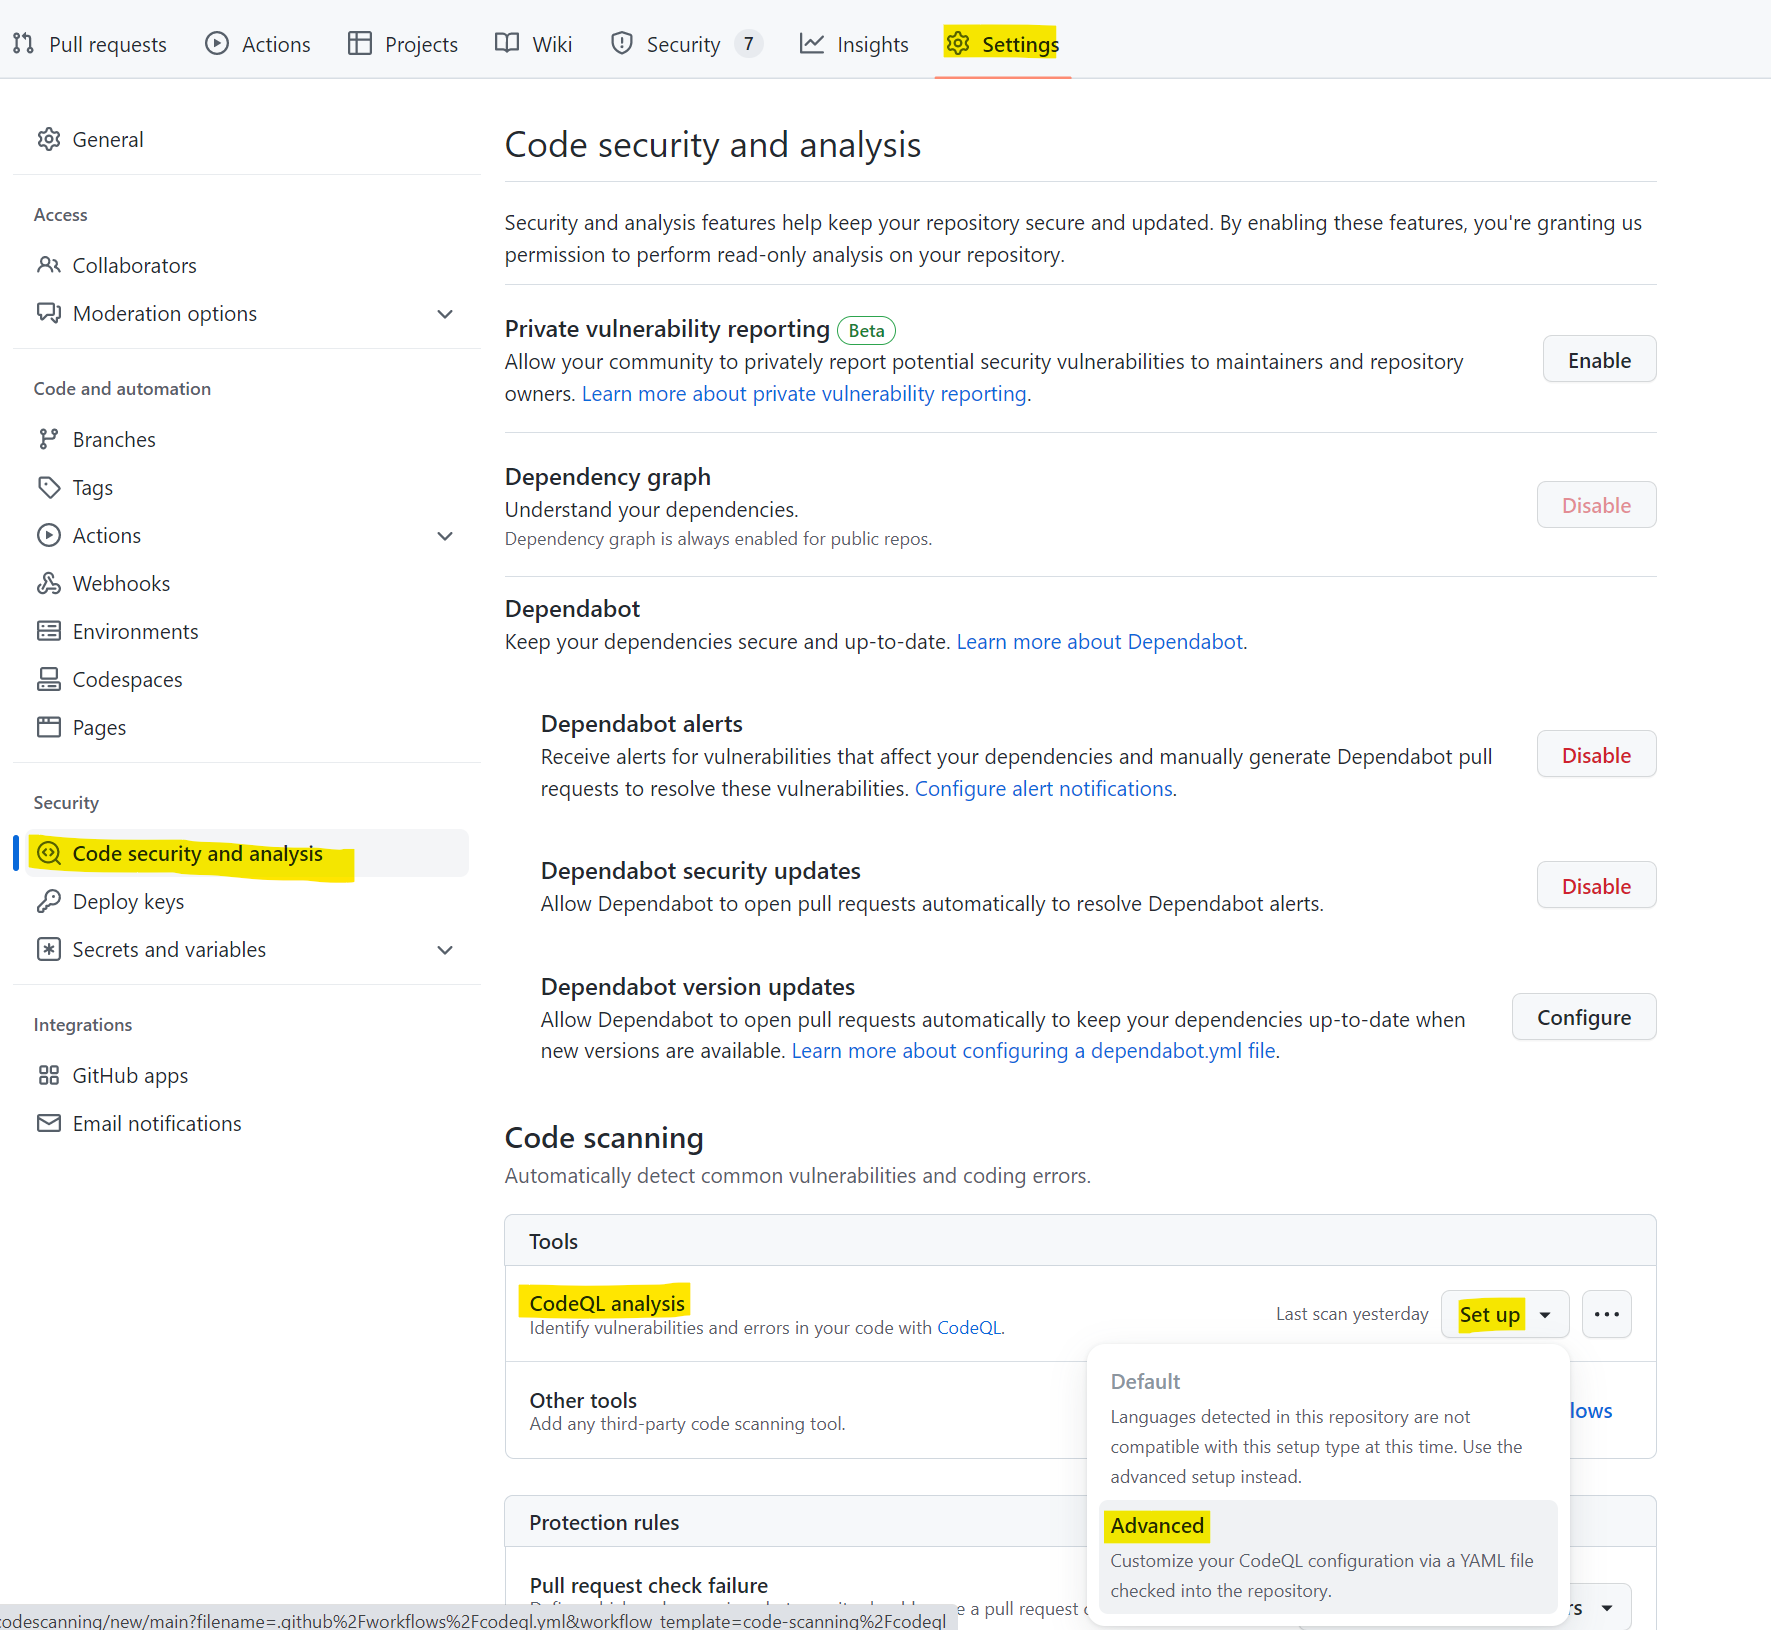 Pull requests
Actions
Projects
Wiki
Security 7
Insights
Settings
General
Access
Collaborators
Moderation options
Code and automation
Branches
Tags
Actions
Webhooks
Environments
Codespaces
Pages
Security
Code security and analysis
Deploy keys
Secrets and variables
Integrations
GitHub apps
Email notifications
Code security and analysis
Security and analysis features help keep your repository secure and updated. By enabling these features, you're granting us
permission to perform read-only analysis on your repository.
Private vulnerability reporting Beta
Allow your community to privately report potential security vulnerabilities to maintainers and repository
owners. Learn more about private vulnerability reporting.
Enable
Dependency graph
Understand your dependencies.
Dependency graph is always enabled for public repos.
Disable
Dependabot
Keep your dependencies secure and up-to-date. Learn more about Dependabot.
Dependabot alerts
Receive alerts for vulnerabilities that affect your dependencies and manually generate Dependabot pull
requests to resolve these vulnerabilities. Configure alert notifications.
Disable
Dependabot security updates
Allow Dependabot to open pull requests automatically to resolve Dependabot alerts.
Disable
Dependabot version updates
Allow Dependabot to open pull requests automatically to keep your dependencies up-to-date when
new versions are available. Learn more about configuring a dependabot.yml file.
Configure
Code scanning
Automatically detect common vulnerabilities and coding errors.
Tools
CodeQL analysis
Identify vulnerabilities and errors in your code with CodeQL.
Last scan yesterday
Set up
Default
Languages detected in this repository are not
compatible with this setup type at this time. Use the
advanced setup instead.
Advanced
Customize your CodeQL configuration via a YAML file
checked into the repository.
Other tools
Add any third-party code scanning tool.
lows
Protection rules
Pull request check failure
e a pull request
rs
codescanning/new/main?filename=.github%2Fworkflows%2Fcodeql.yml&workflow_template=code-scanning%2Fcodeql